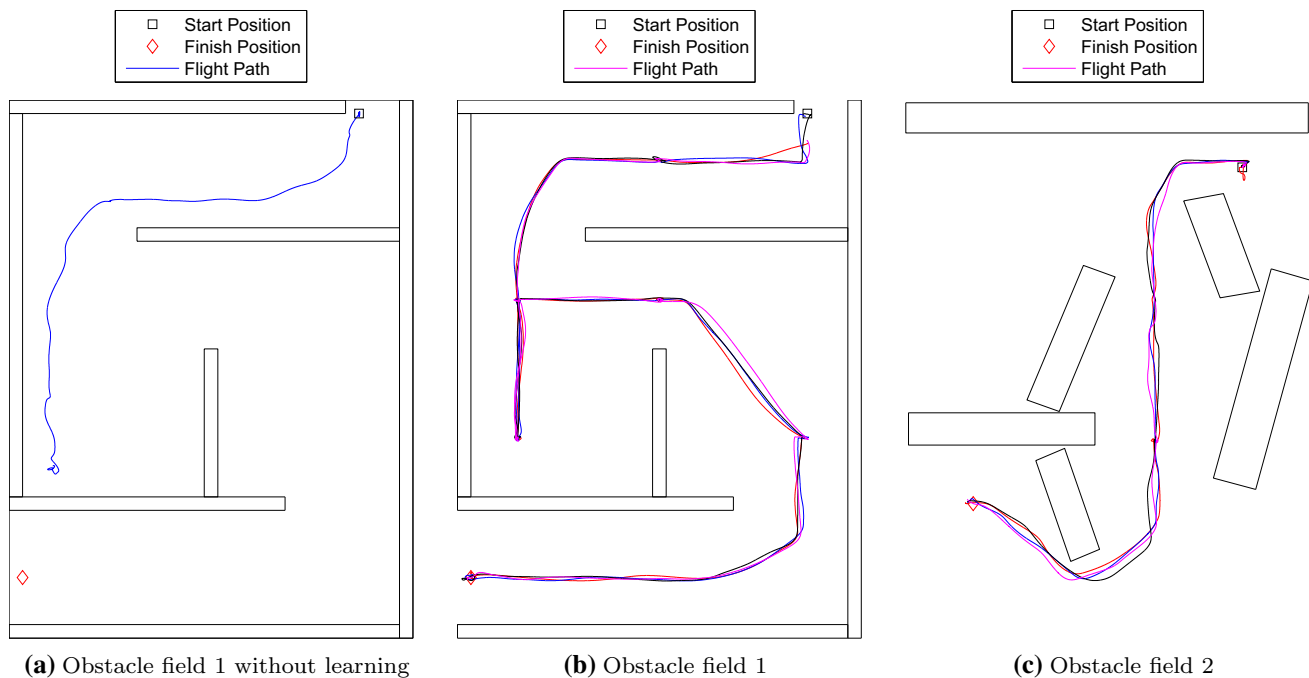 Start Position
Finish Position
Flight Path
Start Position
Finish Position
Flight Path
Start Position
Finish Position
Flight Path
(a) Obstacle field 1 without learning
(b) Obstacle field 1
(c) Obstacle field 2